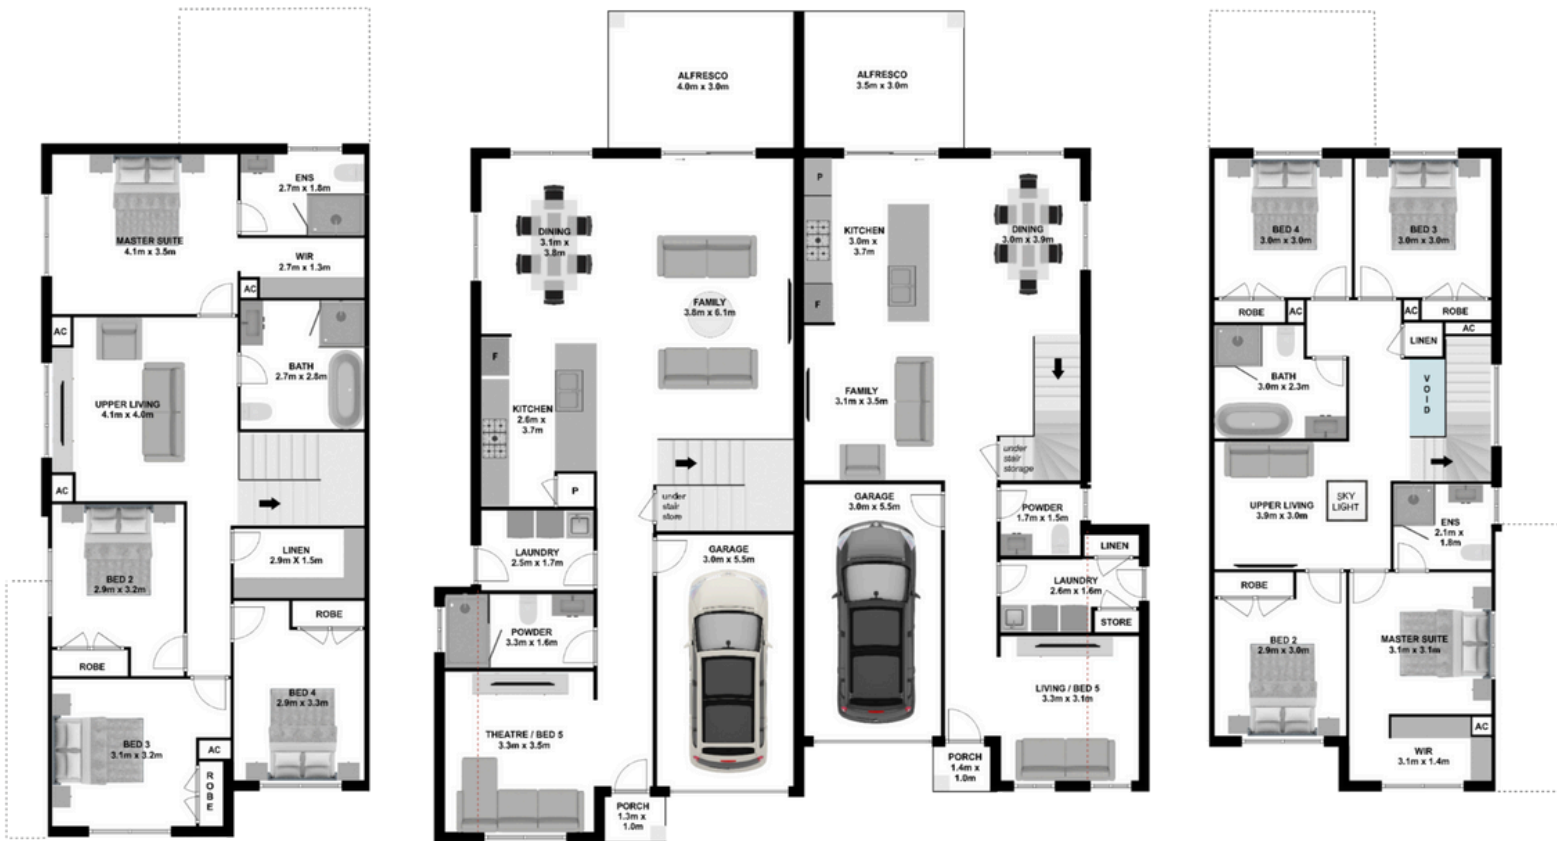 ENS
2.7m x 1.8m
MASTER SUITE
4.1m x 3.5m
WIR
2.7m x 1.3m
AC
AC
BATH
2.7m x 2.8m
UPPER LIVING
4.1m x 4.0m
AC
LINEN
2.9m X 1.5m
BED 2
2.9m x 3.2m
ROBE
ROBE
BED 4
2.9m x 3.3m
BED 3
3.1m x 3.2m
AC
ROBE
ALFRESCO
4.0m x 3.0m
DINING
3.1m x
3.8m
FAMILY
3.8m x 6.1m
F
KITCHEN
2.6m x
3.7m
P
under
stair
store
LAUNDRY
2.5m x 1.7m
GARAGE
3.0m x 5.5m
POWDER
3.3m x 1.6m
THEATRE / BED 5
3.3m x 3.5m
PORCH
1.3m x
1.0m
ALFRESCO
3.5m x 3.0m
P
KITCHEN
3.0m x
3.7m
DINING
3.0m x 3.9m
F
FAMILY
3.1m x 3.5m
under
stair
storage
GARAGE
3.0m x 5.5m
POWDER
1.7m x 1.5m
LINEN
LAUNDRY
2.6m x 1.6m
STORE
LIVING / BED 5
3.3m x 3.1m
PORCH
1.4m x
1.0m
BED 4
3.0m x 3.0m
BED 3
3.0m x 3.0m
ROBE
AC
AC
ROBE
AC
LINEN
BATH
3.0m x 2.3m
VOID
UPPER LIVING
3.9m x 3.0m
SKY
LIGHT
ENS
2.1m x
1.8m
ROBE
BED 2
2.9m x 3.0m
MASTER SUITE
3.1m x 3.1m
AC
WIR
3.1m x 1.4m